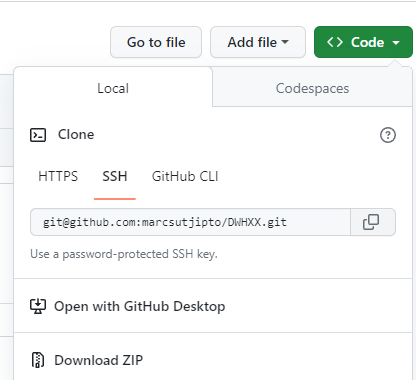 Go to file Add file <> Code
Local Codespaces
Clone
HTTPS SSH GitHub CLI
git@github.com:marcsutjipto/DWHXX.git
Use a password-protected SSH key.
Open with GitHub Desktop
Download ZIP